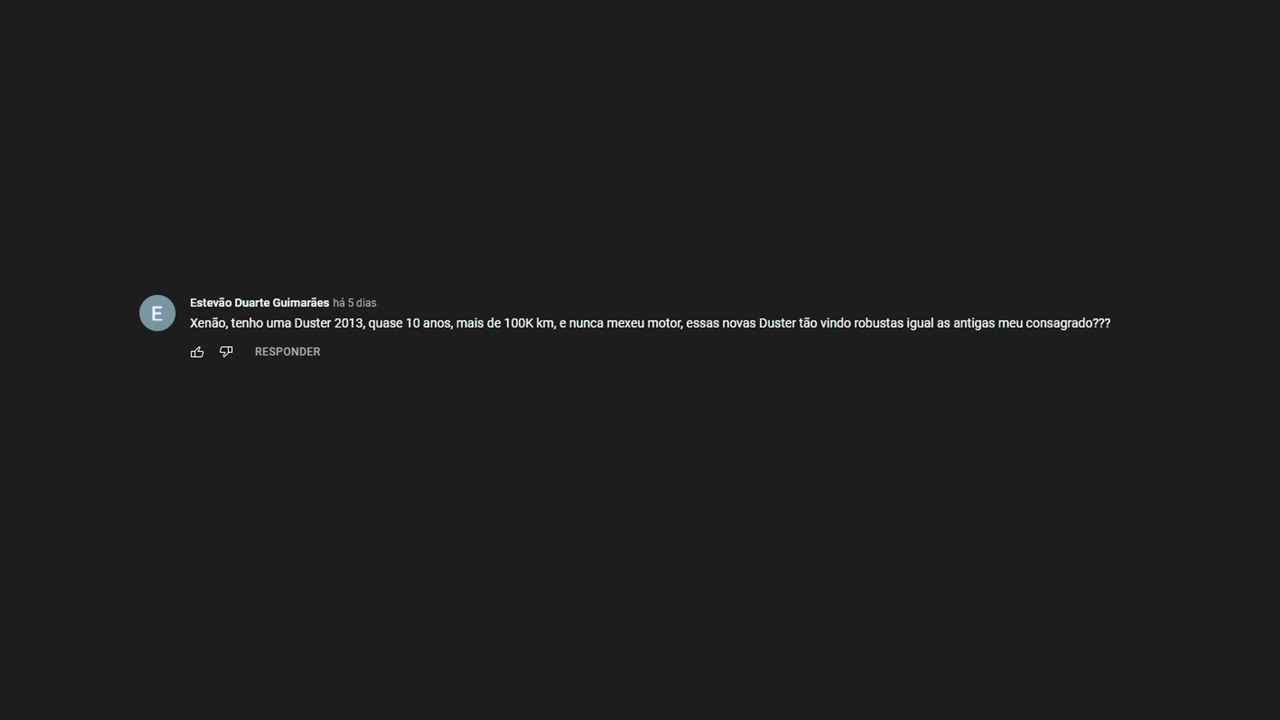 E
Estevão Duarte Guimarães há 5 dias
Xenão, tenho uma Duster 2013, quase 10 anos, mais de 100K km, e nunca mexeu motor, essas novas Duster tão vindo robustas igual as antigas meu consagrado???
RESPONDER